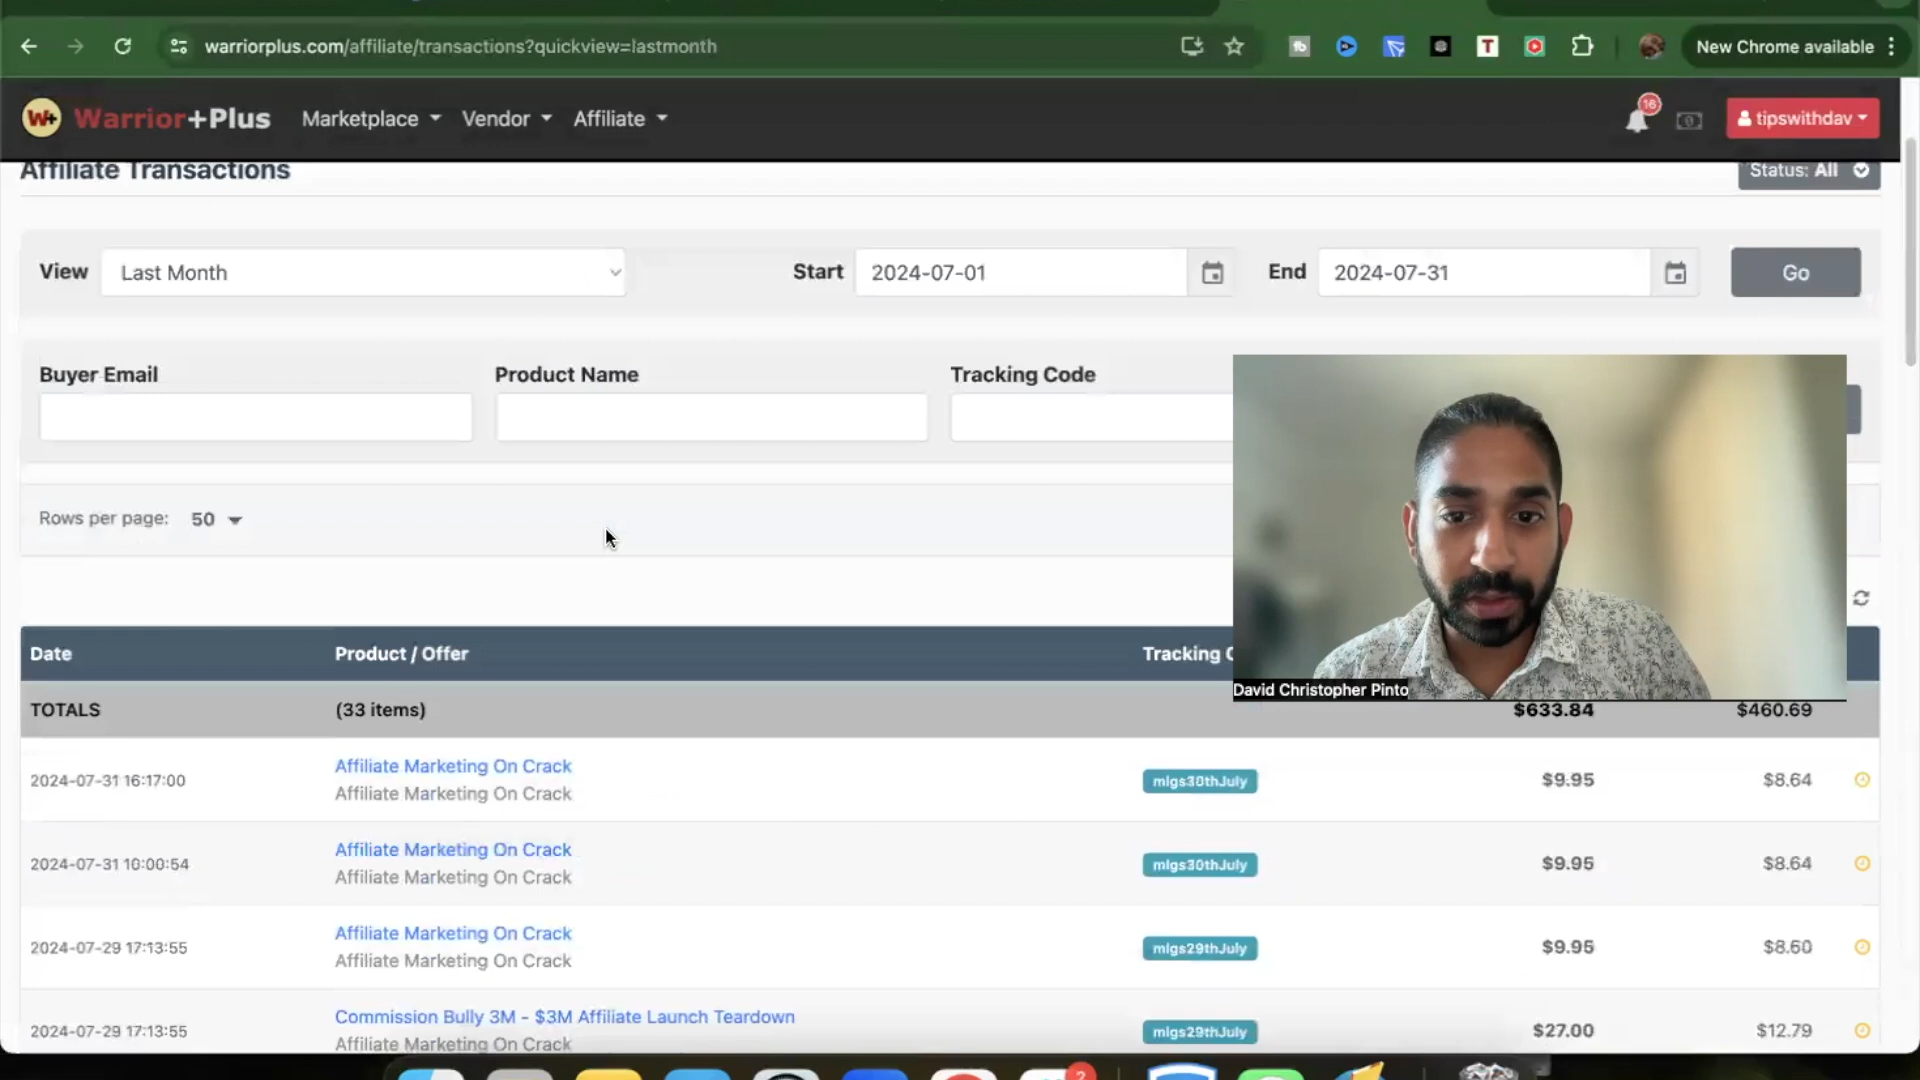 warriorplus.com/affiliate/transactions?quickview=lastmonth
New Chrome available
W+ Warrior+Plus Marketplace Vendor Affiliate
16
tipswithdav
Affiliate Transactions
Status: All
View Last Month Start 2024-07-01 End 2024-07-31 Go
Buyer Email Product Name Tracking Code
Rows per page: 50
David Christopher Pinto
Date Product / Offer Tracking
TOTALS (33 items) $633.84 $460.69
2024-07-31 16:17:00 Affiliate Marketing On Crack mlgs30thJuly $9.95 $8.64
Affiliate Marketing On Crack
2024-07-31 10:00:54 Affiliate Marketing On Crack mlgs30thJuly $9.95 $8.64
Affiliate Marketing On Crack
2024-07-29 17:13:55 Affiliate Marketing On Crack mlgs29thJuly $9.95 $8.60
Affiliate Marketing On Crack
2024-07-29 17:13:55 Commission Bully 3M - $3M Affiliate Launch Teardown mlgs29thJuly $27.00 $12.79
Affiliate Marketing On Crack
2